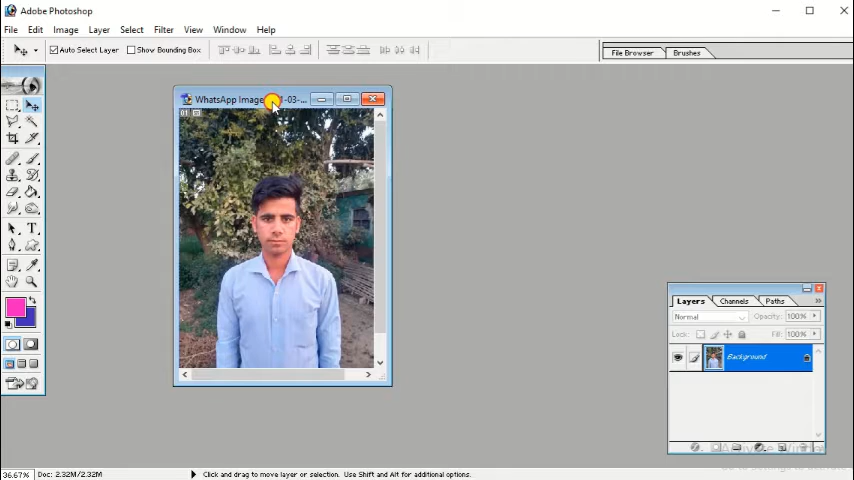 Adobe Photoshop
File Edit Image Layer Select Filter View Window Help
Auto Select Layer Show Bounding Box File Browser Brushes
WhatsApp Image 1-03-...
01
Layers Channels Paths
Normal Opacity: 100%
Lock: Fill: 100%
Background
36.67% Doc: 2.32M/2.32M Click and drag to move layer or selection. Use Shift and Alt for additional options.